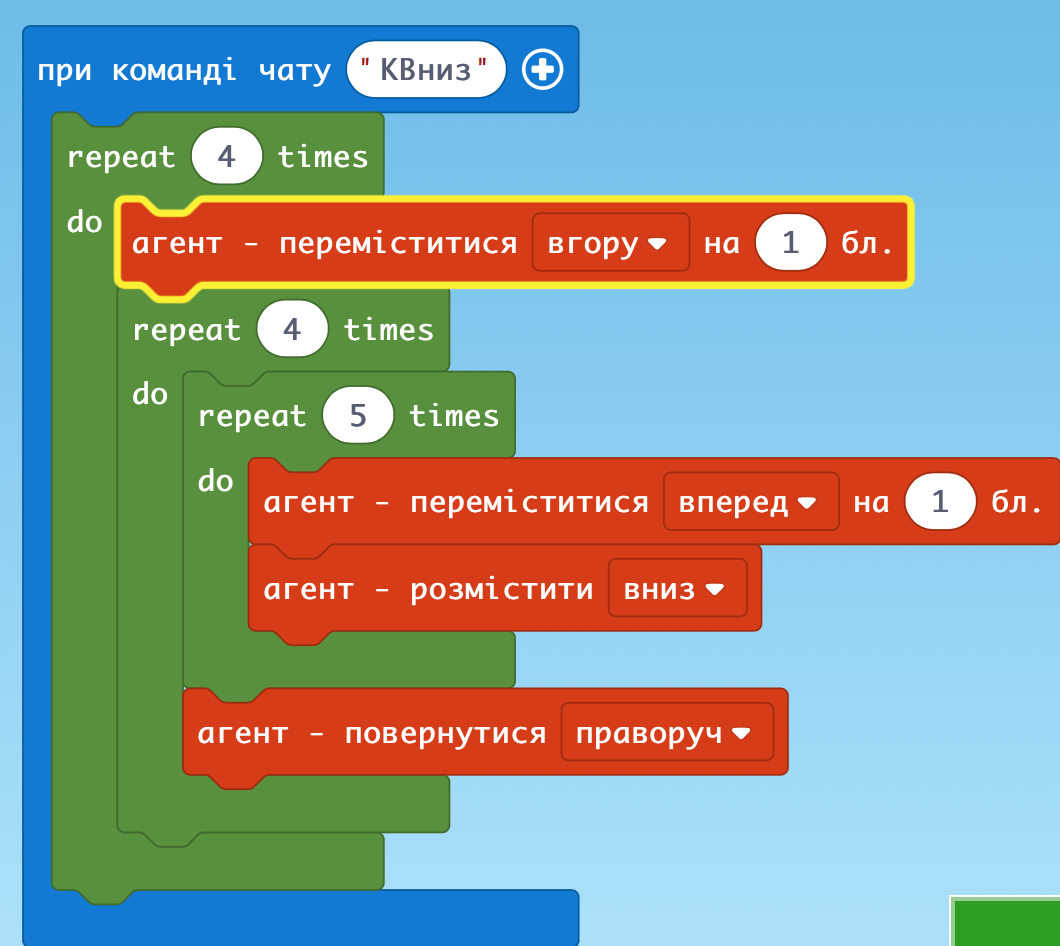 при команді чату "КВниз"
repeat 4 times
do
агент - переміститися вгору на 1 бл.
repeat 4 times
do
repeat 5 times
do
агент - переміститися вперед на 1 бл.
агент - розмістити вниз
агент - повернутися праворуч